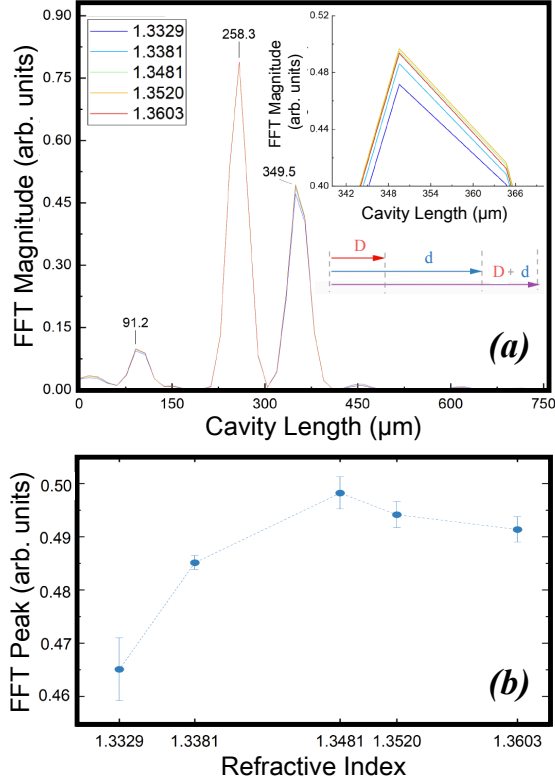 0.90
0.75
0.60
0.45
0.30
0.15
0.00
FFT Magnitude (arb. units)
1.3329
1.3381
1.3481
1.3520
1.3603
258.3
349.5
91.2
0.52
0.48
0.44
0.40
FFT Magnitude
(arb. units)
342 348 354 360 366
Cavity Length (µm)
D
d
D + d
(a)
0 150 300 450 600 750
Cavity Length (µm)
0.50
0.49
0.48
0.47
0.46
FFT Peak (arb. units)
(b)
1.3329 1.3381 1.3481 1.3520 1.3603
Refractive Index